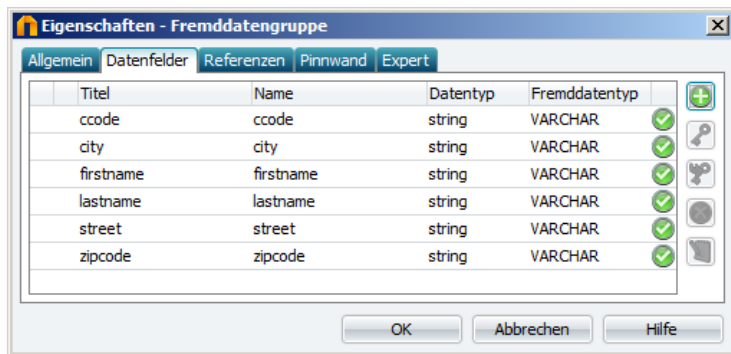 Eigenschaften - Fremddatengruppe
Allgemein Datenfelder Referenzen Pinnwand Expert
Titel Name Datentyp Fremddatentyp
ccode ccode string VARCHAR
city city string VARCHAR
firstname firstname string VARCHAR
lastname lastname string VARCHAR
street street string VARCHAR
zipcode zipcode string VARCHAR
OK Abbrechen Hilfe